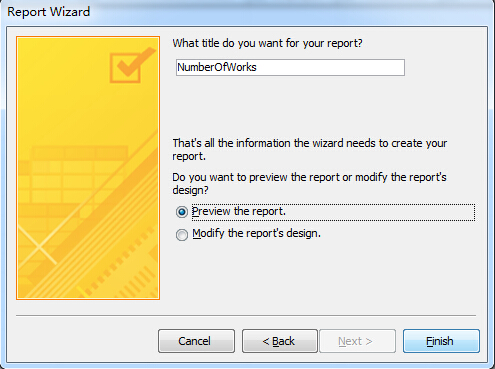 Report Wizard
What title do you want for your report?
NumberOfWorks
That's all the information the wizard needs to create your
report.
Do you want to preview the report or modify the report's
design?
Preview the report.
Modify the report's design.
Cancel
< Back
Next >
Finish